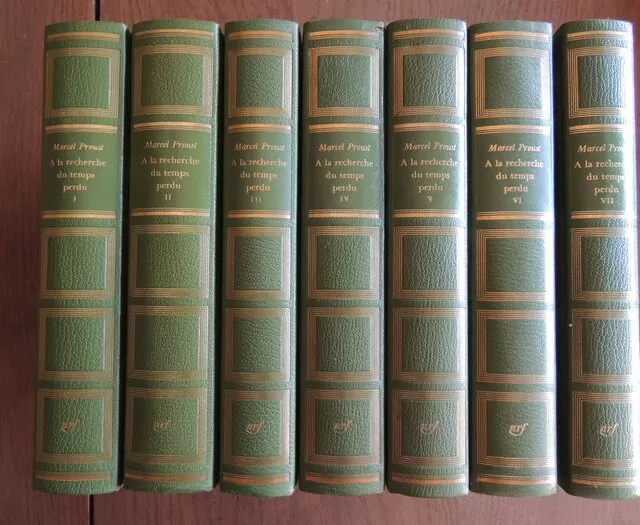 Marcel Proust
A la recherche
du temps
perdu
I
nrf
Marcel Proust
A la recherche
du temps
perdu
II
nrf
Marcel Proust
A la recherche
du temps
perdu
III
nrf
Marcel Proust
A la recherche
du temps
perdu
IV
nrf
Marcel Proust
A la recherche
du temps
perdu
V
nrf
Marcel Proust
A la recherche
du temps
perdu
VI
nrf
Marcel Proust
A la recherche
du temps
perdu
VII
nrf